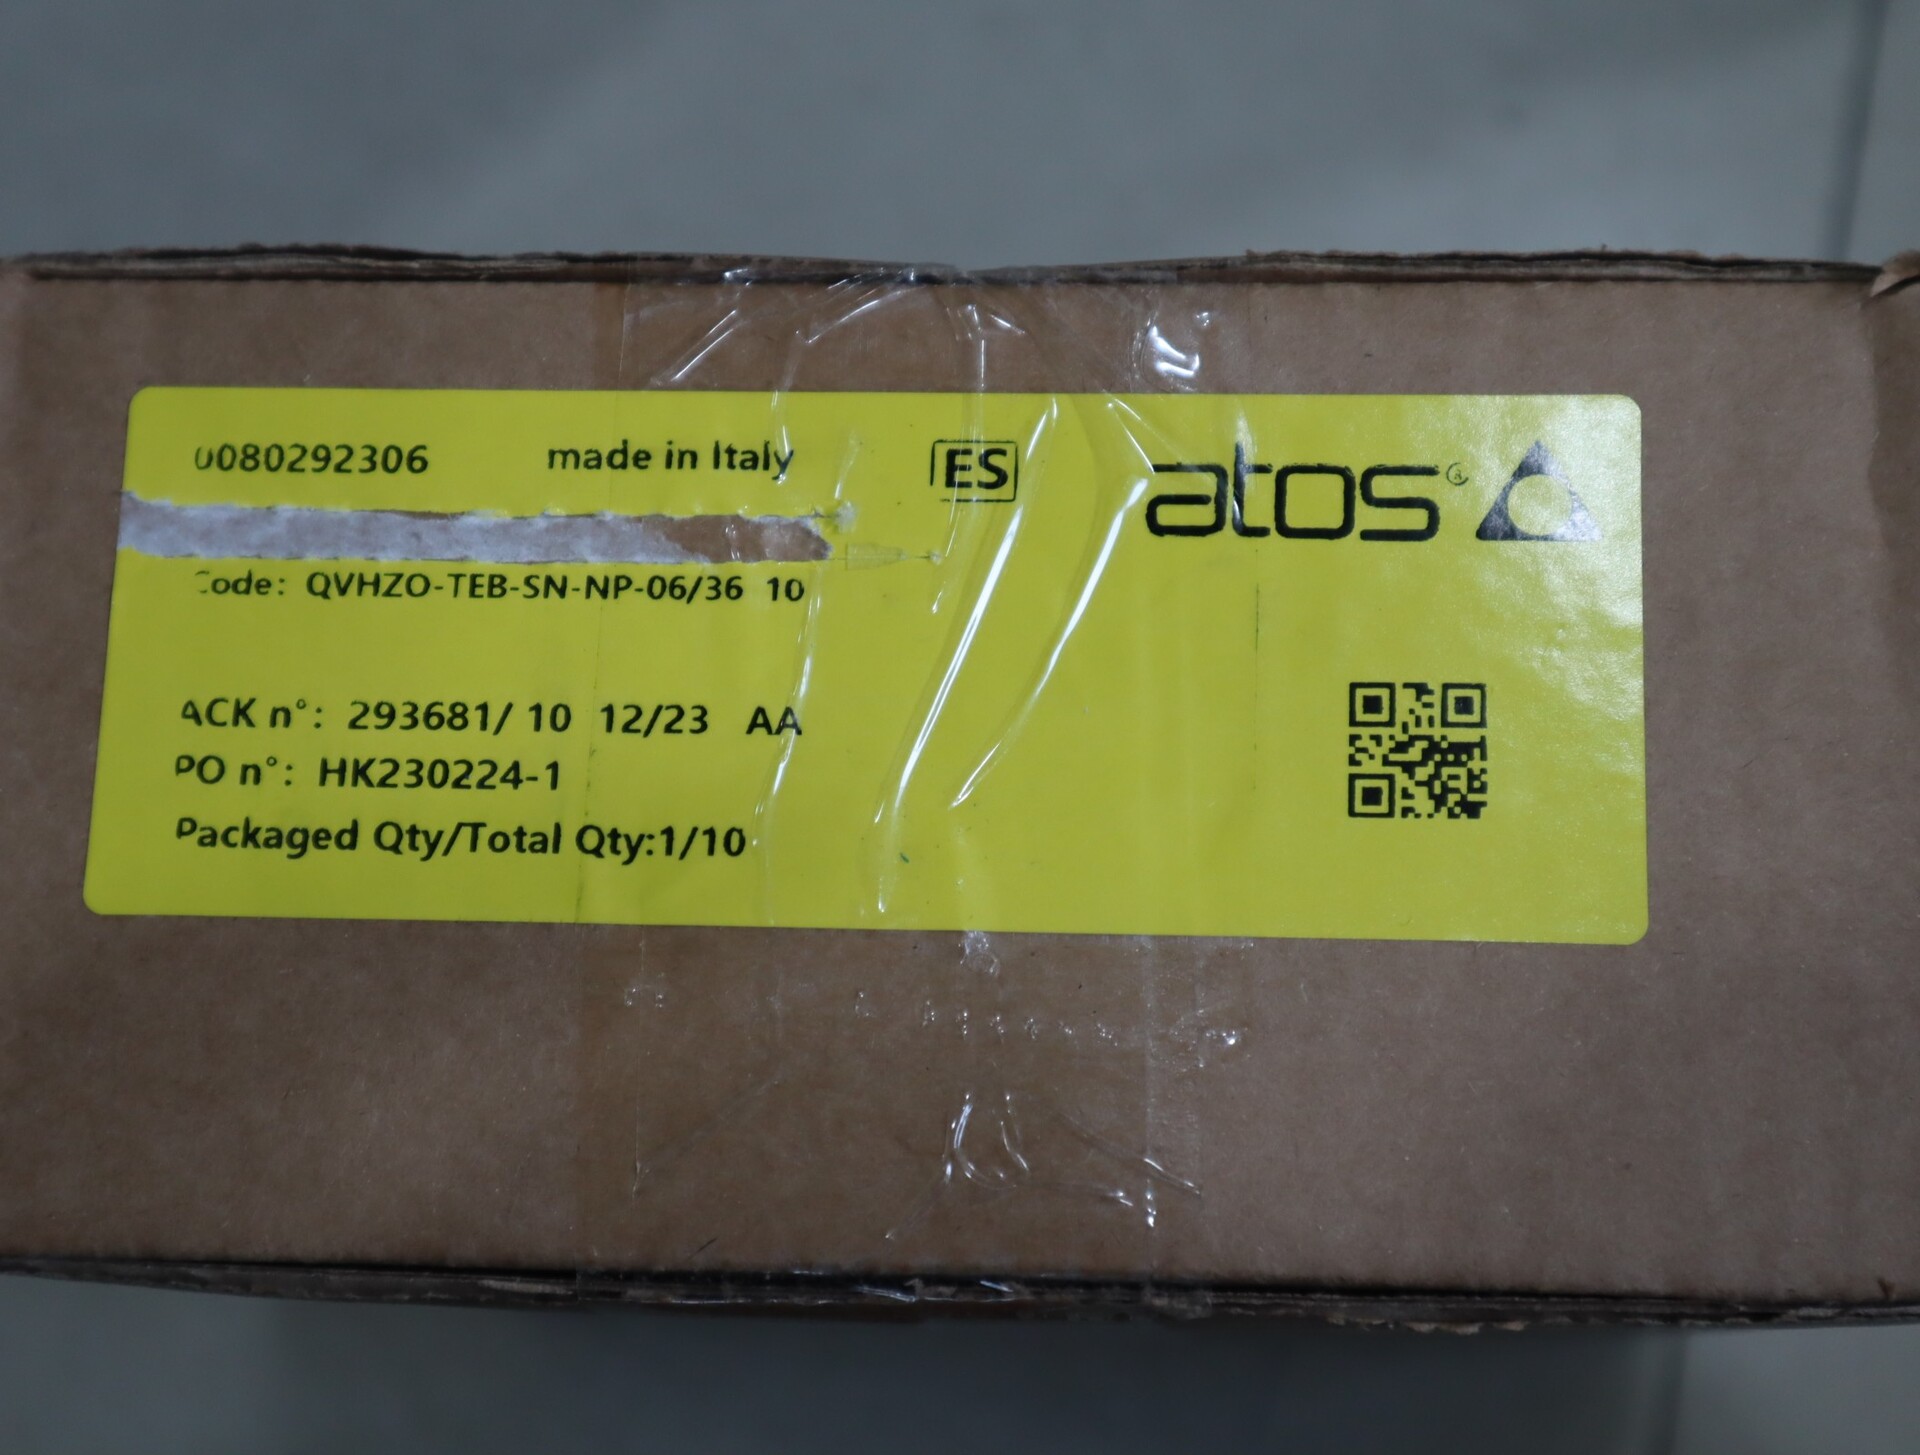 0080292306 made in Italy ES atos®
Code: QVHZO-TEB-SN-NP-06/36 10
ACK n°: 293681/ 10 12/23 AA
PO n°: HK230224-1
Packaged Qty/Total Qty:1/10